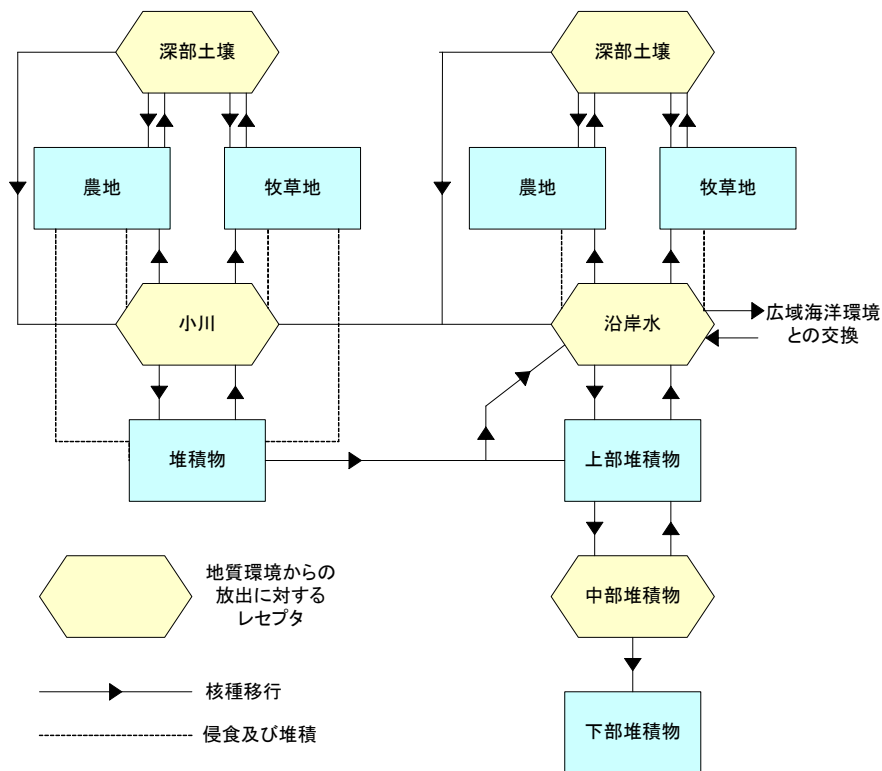 深部土壌
深部土壌
農地
牧草地
農地
牧草地
小川
沿岸水
広域海洋環境
との交換
堆積物
上部堆積物
地質環境からの
放出に対する
レセプタ
中部堆積物
核種移行
侵食及び堆積
下部堆積物